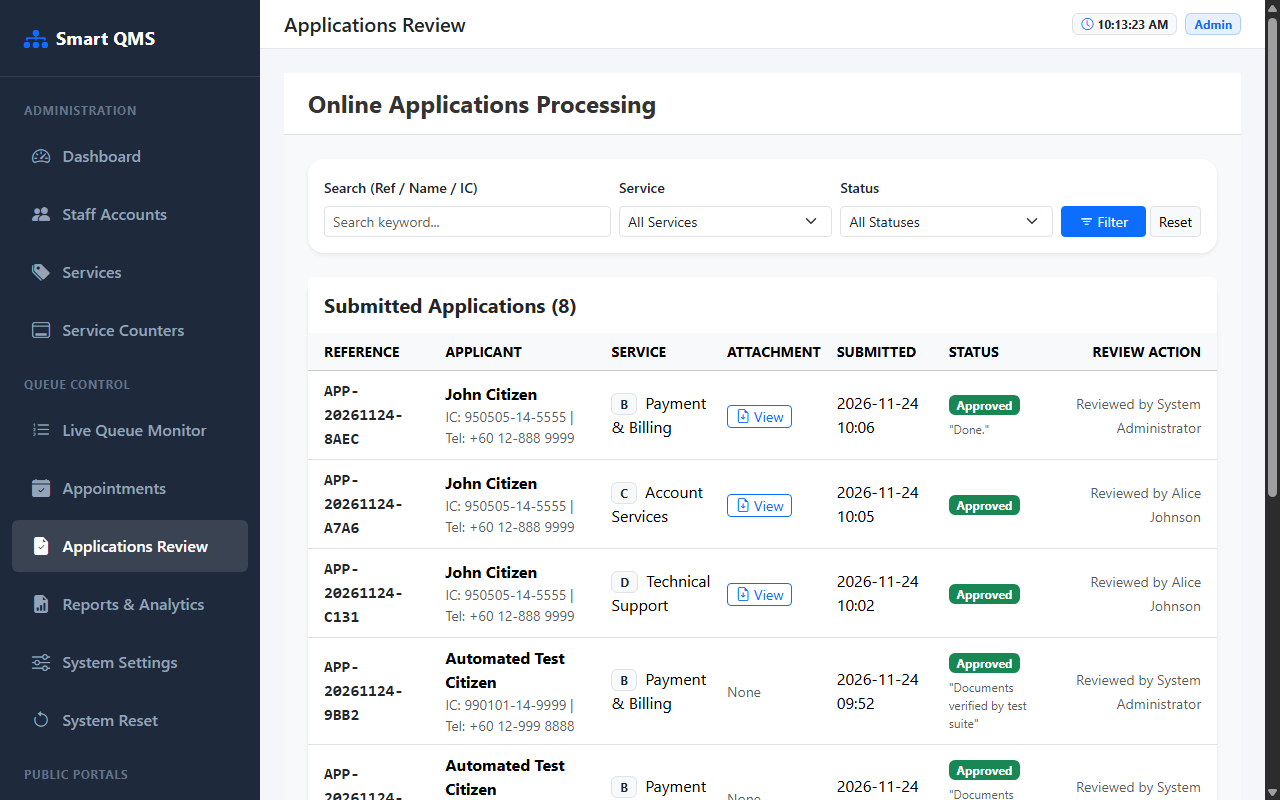 Smart QMS
ADMINISTRATION
Dashboard
Staff Accounts
Services
Service Counters
QUEUE CONTROL
Live Queue Monitor
Appointments
Applications Review
Reports & Analytics
System Settings
System Reset
PUBLIC PORTALS
Applications Review
10:13:23 AM
Admin
Online Applications Processing
Search (Ref / Name / IC)
Service
Status
Search keyword...
All Services
All Statuses
Filter
Reset
Submitted Applications (8)
REFERENCE APPLICANT SERVICE ATTACHMENT SUBMITTED STATUS REVIEW ACTION
APP-
20261124-
8AEC
John Citizen
IC: 950505-14-5555 |
Tel: +60 12-888 9999
B Payment
& Billing
View
2026-11-24
10:06
Approved
"Done."
Reviewed by System
Administrator
APP-
20261124-
A7A6
John Citizen
IC: 950505-14-5555 |
Tel: +60 12-888 9999
C Account
Services
View
2026-11-24
10:05
Approved
Reviewed by Alice
Johnson
APP-
20261124-
C131
John Citizen
IC: 950505-14-5555 |
Tel: +60 12-888 9999
D Technical
Support
View
2026-11-24
10:02
Approved
Reviewed by Alice
Johnson
APP-
20261124-
9BB2
Automated Test
Citizen
IC: 990101-14-9999 |
Tel: +60 12-999 8888
B Payment
& Billing
None
2026-11-24
09:52
Approved
"Documents
verified by test
suite"
Reviewed by System
Administrator
APP-
20261124-
Automated Test
Citizen
B Payment
None
2026-11-24
Approved
"Documents
Reviewed by System